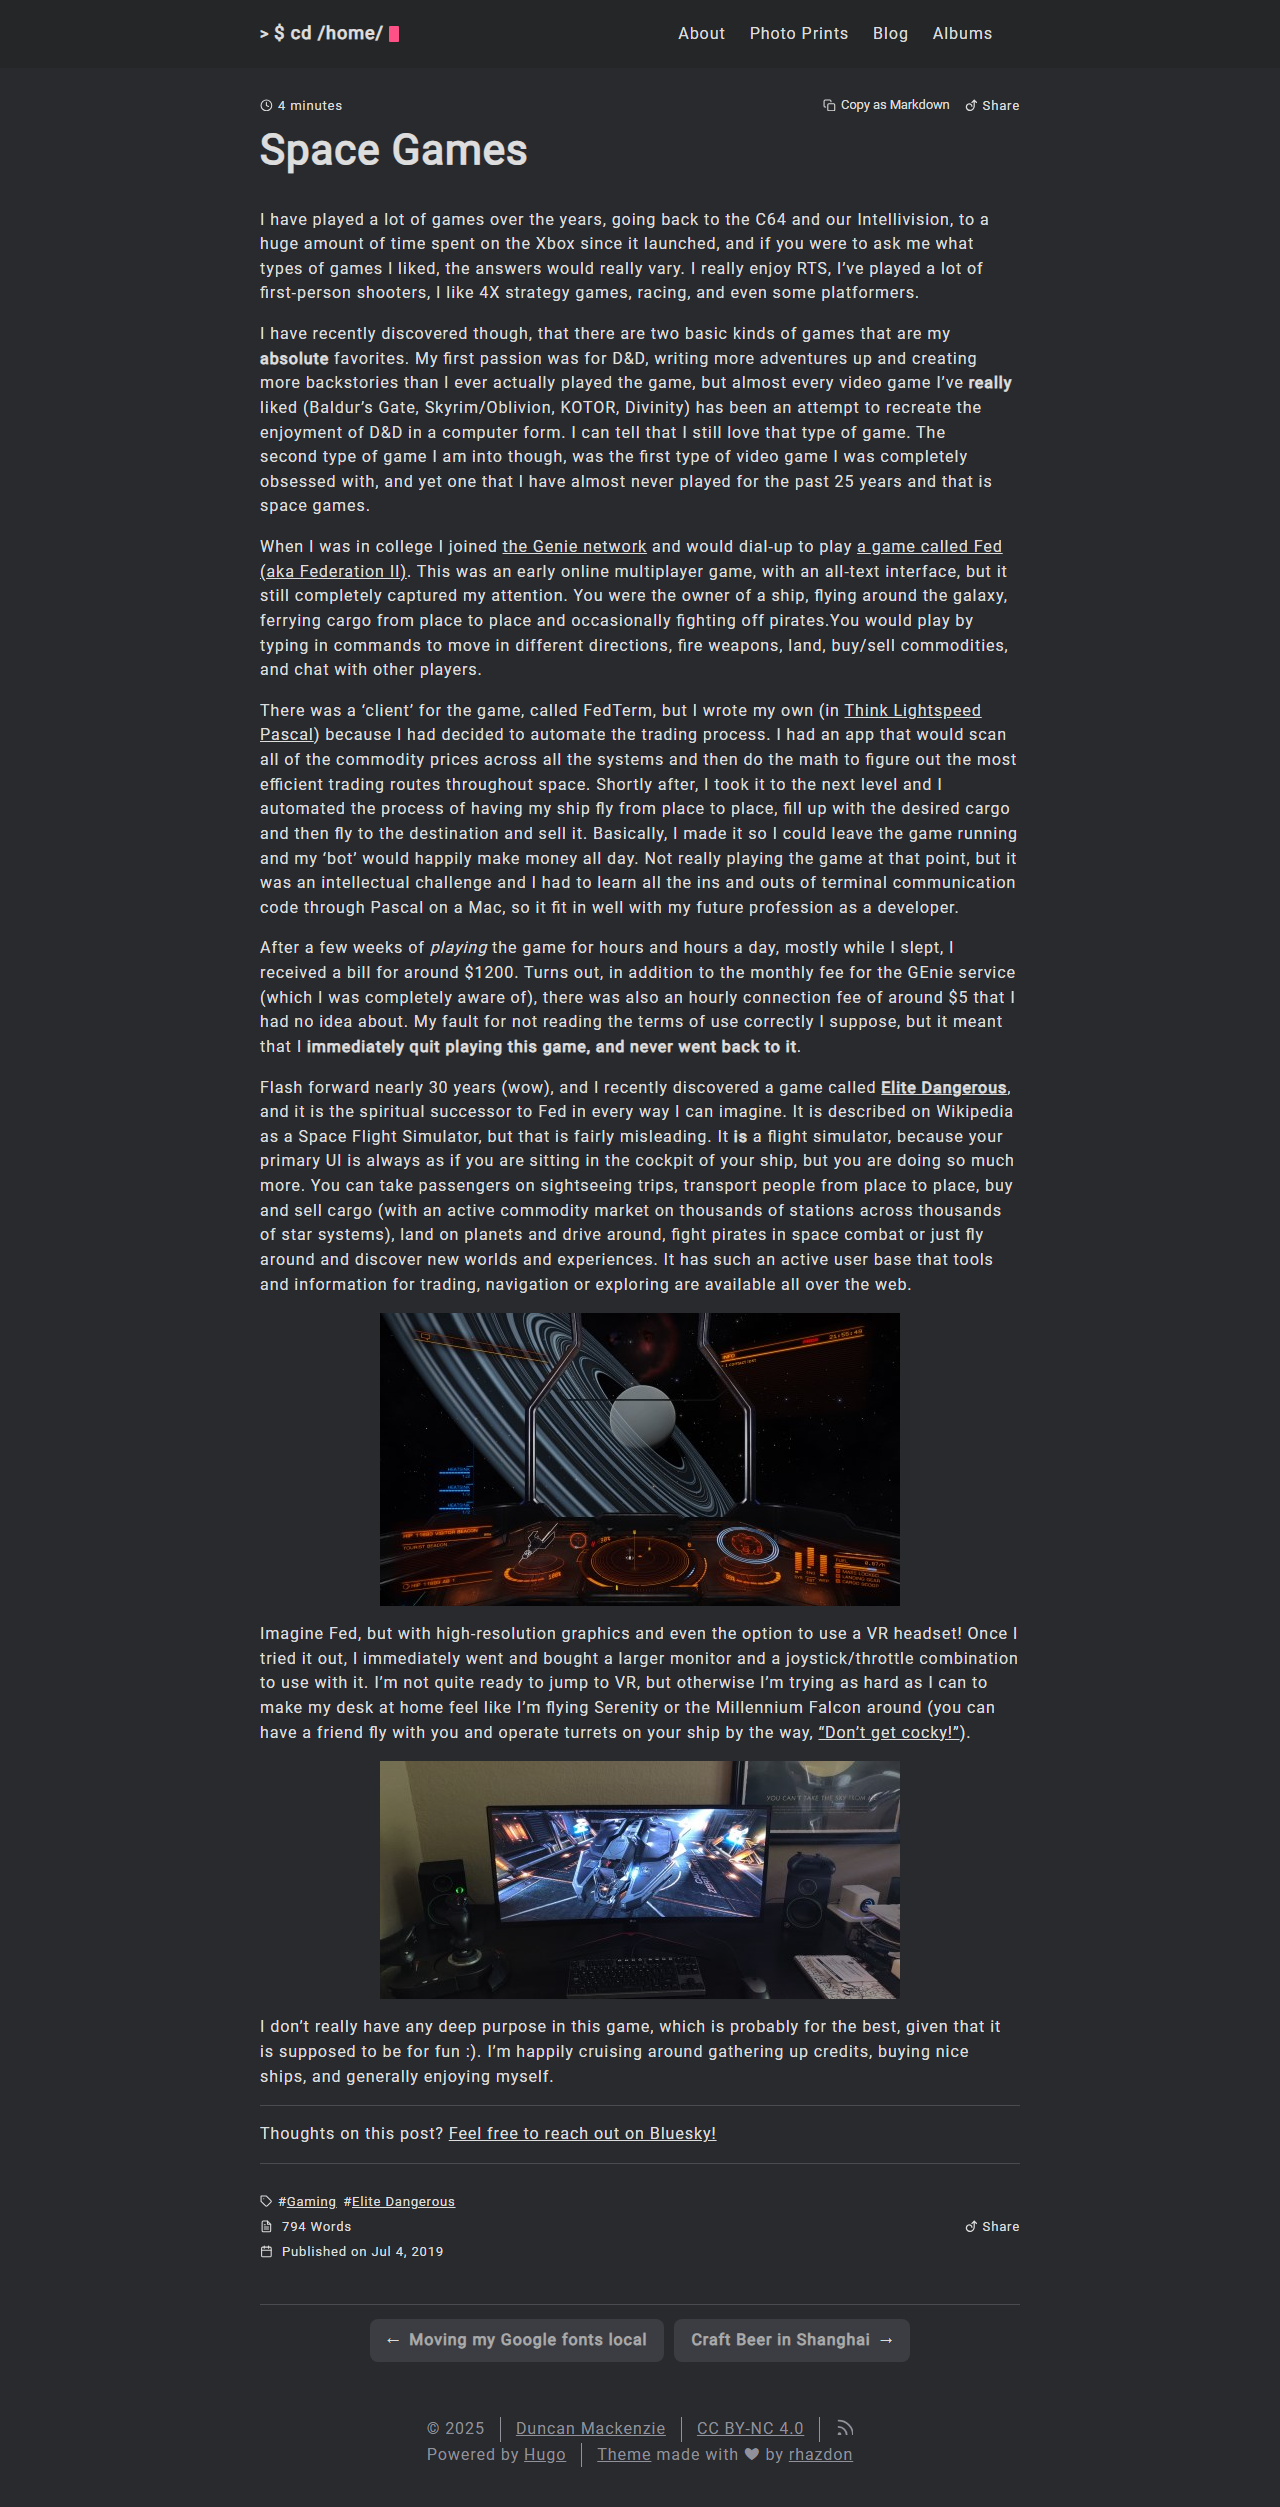 > $ cd /home/
About Photo Prints Blog Albums
4 minutes
Copy as Markdown Share
Space Games
I have played a lot of games over the years, going back to the C64 and our Intellivision, to a
huge amount of time spent on the Xbox since it launched, and if you were to ask me what
types of games I liked, the answers would really vary. I really enjoy RTS, I’ve played a lot of
first-person shooters, I like 4X strategy games, racing, and even some platformers.
I have recently discovered though, that there are two basic kinds of games that are my
absolute favorites. My first passion was for D&D, writing more adventures up and creating
more backstories than I ever actually played the game, but almost every video game I’ve really
liked (Baldur’s Gate, Skyrim/Oblivion, KOTOR, Divinity) has been an attempt to recreate the
enjoyment of D&D in a computer form. I can tell that I still love that type of game. The
second type of game I am into though, was the first type of video game I was completely
obsessed with, and yet one that I have almost never played for the past 25 years and that is
space games.
When I was in college I joined the Genie network and would dial-up to play a game called Fed
(aka Federation II). This was an early online multiplayer game, with an all-text interface, but it
still completely captured my attention. You were the owner of a ship, flying around the galaxy,
ferrying cargo from place to place and occasionally fighting off pirates.You would play by
typing in commands to move in different directions, fire weapons, land, buy/sell commodities,
and chat with other players.
There was a ‘client’ for the game, called FedTerm, but I wrote my own (in Think Lightspeed
Pascal) because I had decided to automate the trading process. I had an app that would scan
all of the commodity prices across all the systems and then do the math to figure out the most
efficient trading routes throughout space. Shortly after, I took it to the next level and I
automated the process of having my ship fly from place to place, fill up with the desired cargo
and then fly to the destination and sell it. Basically, I made it so I could leave the game running
and my ‘bot’ would happily make money all day. Not really playing the game at that point, but it
was an intellectual challenge and I had to learn all the ins and outs of terminal communication
code through Pascal on a Mac, so it fit in well with my future profession as a developer.
After a few weeks of playing the game for hours and hours a day, mostly while I slept, I
received a bill for around $1200. Turns out, in addition to the monthly fee for the GEnie service
(which I was completely aware of), there was also an hourly connection fee of around $5 that I
had no idea about. My fault for not reading the terms of use correctly I suppose, but it meant
that I immediately quit playing this game, and never went back to it.
Flash forward nearly 30 years (wow), and I recently discovered a game called Elite Dangerous,
and it is the spiritual successor to Fed in every way I can imagine. It is described on Wikipedia
as a Space Flight Simulator, but that is fairly misleading. It is a flight simulator, because your
primary UI is always as if you are sitting in the cockpit of your ship, but you are doing so much
more. You can take passengers on sightseeing trips, transport people from place to place, buy
and sell cargo (with an active commodity market on thousands of stations across thousands
of star systems), land on planets and drive around, fight pirates in space combat or just fly
around and discover new worlds and experiences. It has such an active user base that tools
and information for trading, navigation or exploring are available all over the web.
21:50:49
HEATSINK
HEATSINK
HEATSINK
TOURIST BEACON
FUEL
Imagine Fed, but with high-resolution graphics and even the option to use a VR headset! Once I
tried it out, I immediately went and bought a larger monitor and a joystick/throttle combination
to use with it. I’m not quite ready to jump to VR, but otherwise I’m trying as hard as I can to
make my desk at home feel like I’m flying Serenity or the Millennium Falcon around (you can
have a friend fly with you and operate turrets on your ship by the way, “Don’t get cocky!”).
YOU CAN'T TAKE THE SKY FROM ME
I don’t really have any deep purpose in this game, which is probably for the best, given that it
is supposed to be for fun :). I’m happily cruising around gathering up credits, buying nice
ships, and generally enjoying myself.
Thoughts on this post? Feel free to reach out on Bluesky!
#Gaming #Elite Dangerous
794 Words
Share
Published on Jul 4, 2019
← Moving my Google fonts local
Craft Beer in Shanghai →
© 2025 Duncan Mackenzie CC BY-NC 4.0
Powered by Hugo Theme made with ♥ by rhazdon